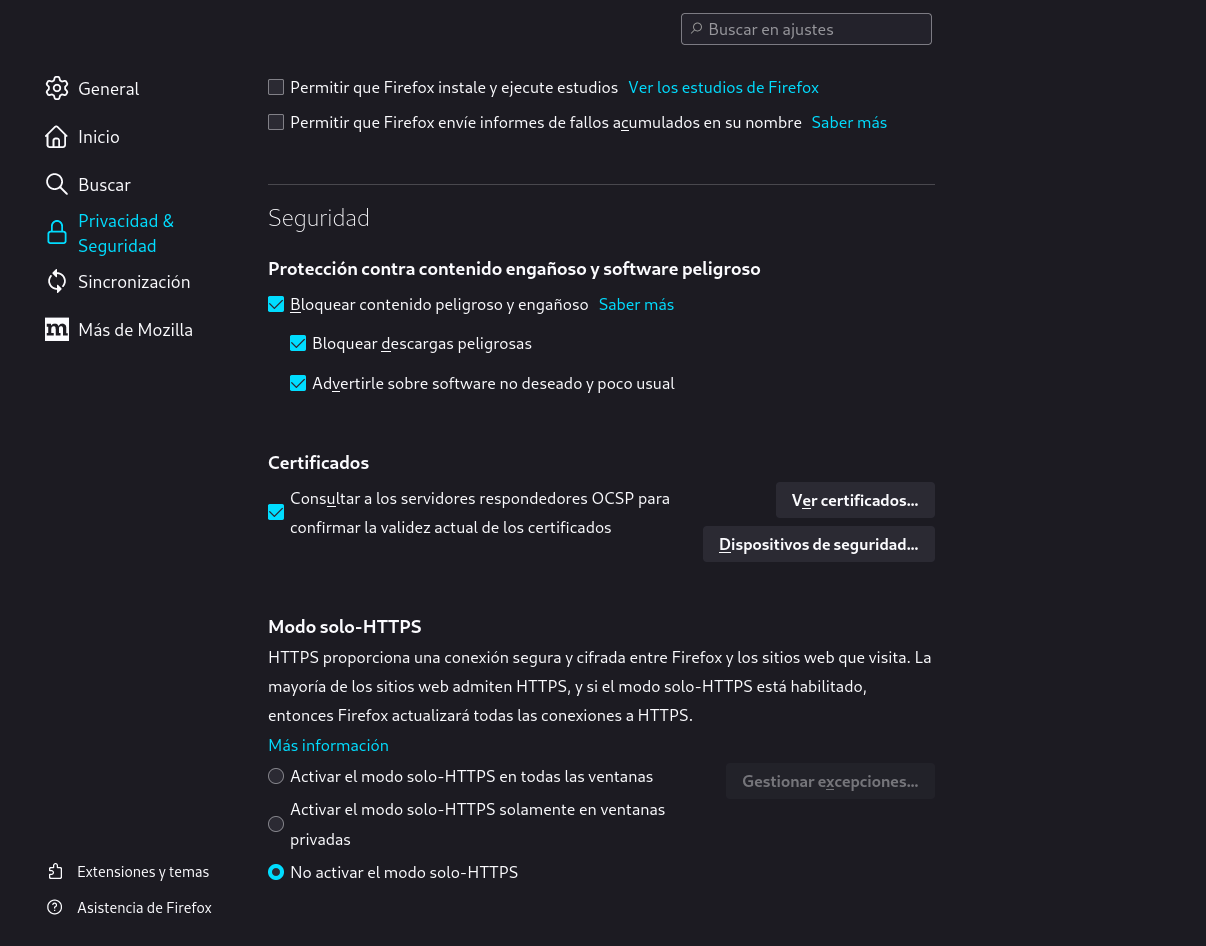 Buscar en ajustes
General
Inicio
Buscar
Privacidad &
Seguridad
Sincronización
m Más de Mozilla
Extensiones y temas
Asistencia de Firefox
Permitir que Firefox instale y ejecute estudios Ver los estudios de Firefox
Permitir que Firefox envíe informes de fallos acumulados en su nombre Saber más
Seguridad
Protección contra contenido engañoso y software peligroso
Bloquear contenido peligroso y engañoso Saber más
Bloquear descargas peligrosas
Advertirle sobre software no deseado y poco usual
Certificados
Consultar a los servidores respondedores OCSP para
confirmar la validez actual de los certificados
Ver certificados...
Dispositivos de seguridad...
Modo solo-HTTPS
HTTPS proporciona una conexión segura y cifrada entre Firefox y los sitios web que visita. La
mayoría de los sitios web admiten HTTPS, y si el modo solo-HTTPS está habilitado,
entonces Firefox actualizará todas las conexiones a HTTPS.
Más información
Activar el modo solo-HTTPS en todas las ventanas
Gestionar excepciones...
Activar el modo solo-HTTPS solamente en ventanas
privadas
No activar el modo solo-HTTPS